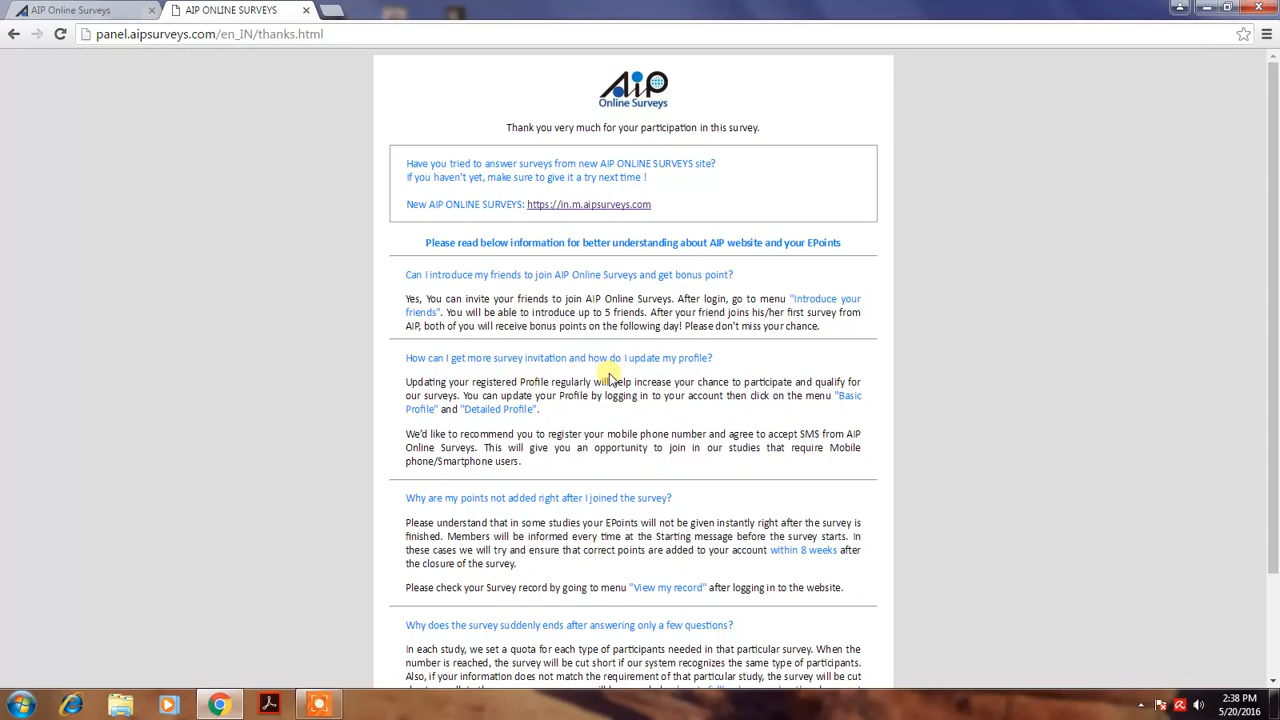 AIP Online Surveys
AIP ONLINE SURVEYS
panel.aipsurveys.com/en_IN/thanks.html
AiP
Online Surveys
Thank you very much for your participation in this survey.
Have you tried to answer surveys from new AIP ONLINE SURVEYS site?
If you haven't yet, make sure to give it a try next time !
New AIP ONLINE SURVEYS: https://in.m.aipsurveys.com
Please read below information for better understanding about AIP website and your EPoints
Can I introduce my friends to join AIP Online Surveys and get bonus point?
Yes, You can invite your friends to join AIP Online Surveys. After login, go to menu "Introduce your
friends". You will be able to introduce up to 5 friends. After your friend joins his/her first survey from
AIP, both of you will receive bonus points on the following day! Please don't miss your chance.
How can I get more survey invitation and how do I update my profile?
Updating your registered Profile regularly will help increase your chance to participate and qualify for
our surveys. You can update your Profile by logging in to your account then click on the menu "Basic
Profile" and "Detailed Profile".
We'd like to recommend you to register your mobile phone number and agree to accept SMS from AIP
Online Surveys. This will give you an opportunity to join in our studies that require Mobile
phone/Smartphone users.
Why are my points not added right after I joined the survey?
Please understand that in some studies your EPoints will not be given instantly right after the survey is
finished. Members will be informed every time at the Starting message before the survey starts. In
these cases we will try and ensure that correct points are added to your account within 8 weeks after
the closure of the survey.
Please check your Survey record by going to menu "View my record" after logging in to the website.
Why does the survey suddenly ends after answering only a few questions?
In each study, we set a quota for each type of participants needed in that particular survey. When the
number is reached, the survey will be cut short if our system recognizes the same type of participants.
Also, if your information does not match the requirement of that particular study, the survey will be cut
2:38 PM
5/20/2016